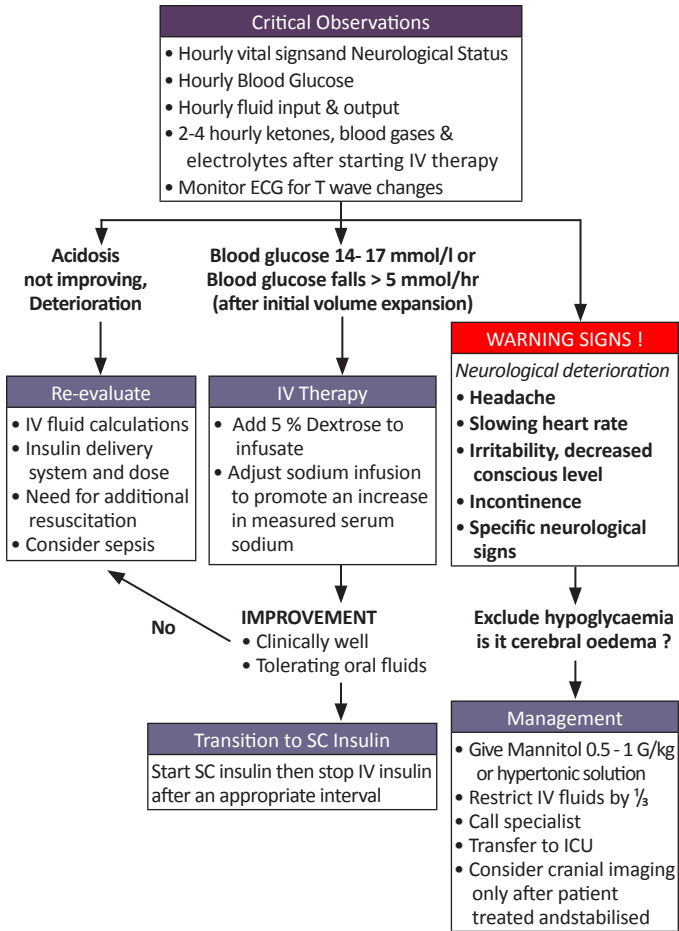 Critical Observations
• Hourly vital signsand Neurological Status
• Hourly Blood Glucose
• Hourly fluid input & output
• 2-4 hourly ketones, blood gases &
electrolytes after starting IV therapy
• Monitor ECG for T wave changes
Acidosis
not improving,
Deterioration
Blood glucose 14- 17 mmol/l or
Blood glucose falls > 5 mmol/hr
(after initial volume expansion)
WARNING SIGNS !
Neurological deterioration
• Headache
• Slowing heart rate
• Irritability, decreased
conscious level
• Incontinence
• Specific neurological
signs
Re-evaluate
• IV fluid calculations
• Insulin delivery
system and dose
• Need for additional
resuscitation
• Consider sepsis
IV Therapy
• Add 5 % Dextrose to
infusate
• Adjust sodium infusion
to promote an increase
in measured serum
sodium
No
IMPROVEMENT
• Clinically well
• Tolerating oral fluids
Exclude hypoglycaemia
is it cerebral oedema ?
Transition to SC Insulin
Start SC insulin then stop IV insulin
after an appropriate interval
Management
• Give Mannitol 0.5 - 1 G/kg
or hypertonic solution
• Restrict IV fluids by ⅓
• Call specialist
• Transfer to ICU
• Consider cranial imaging
only after patient
treated andstabilised